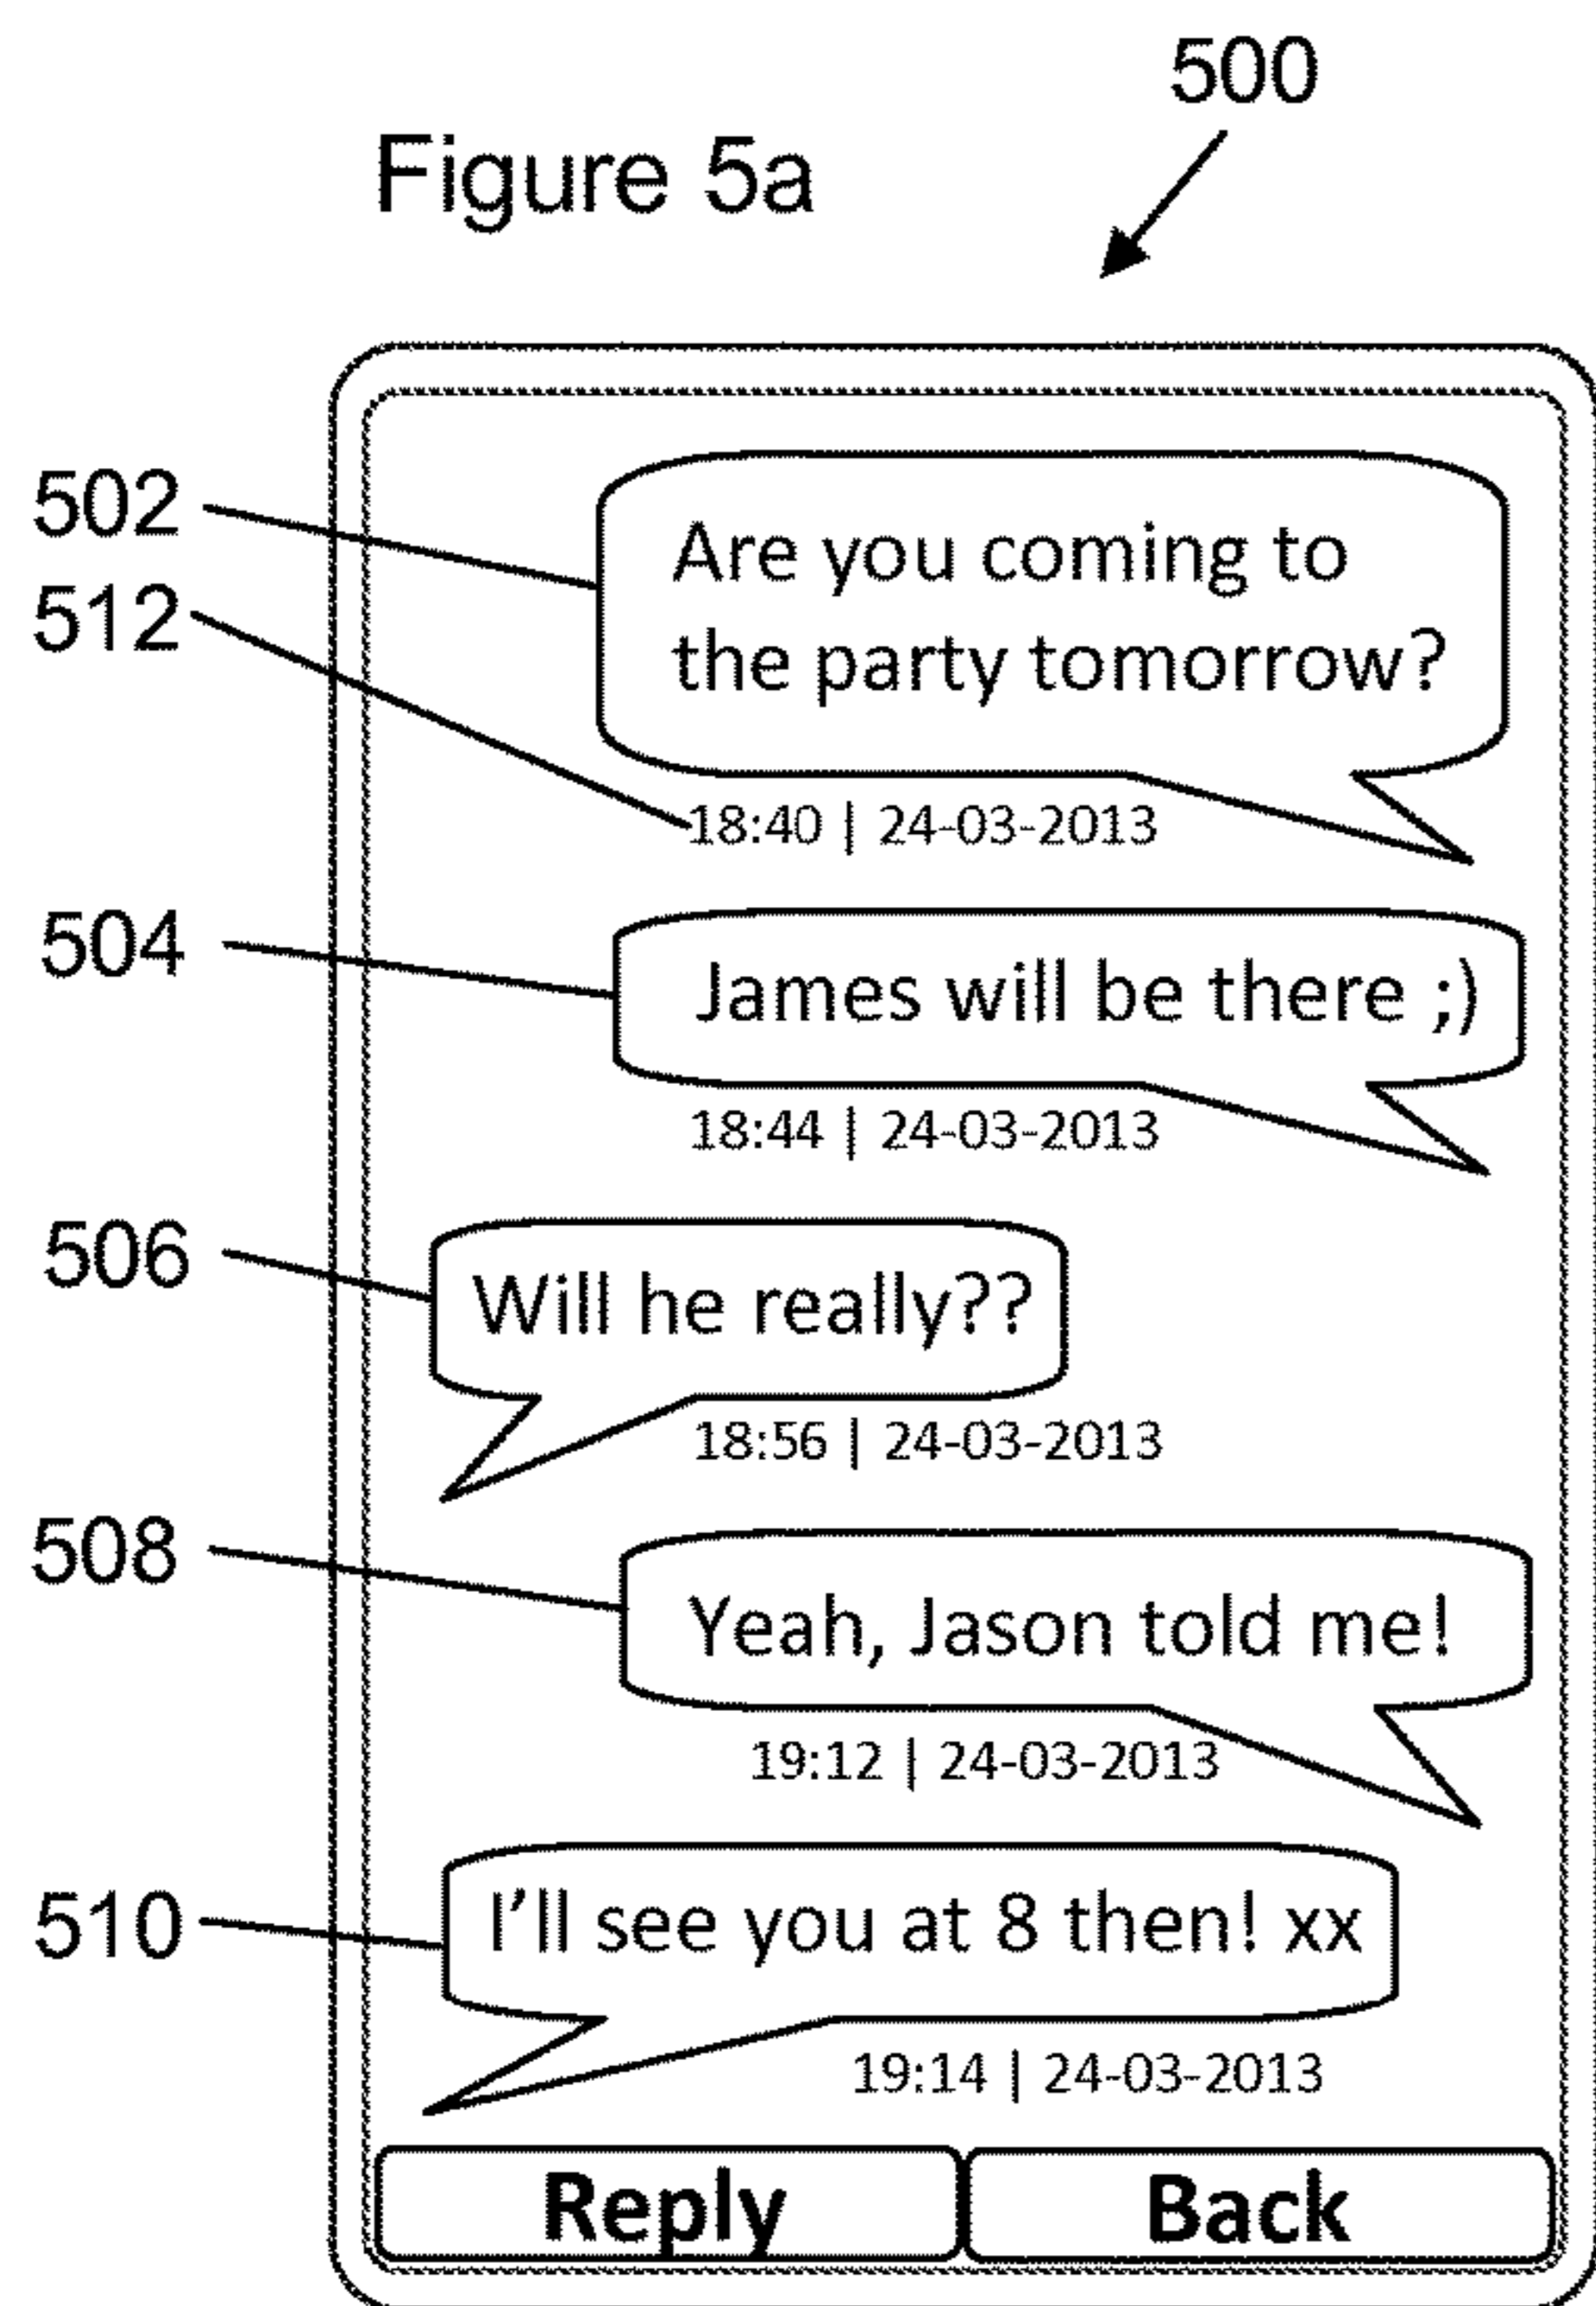 500
Figure 5a
502
Are you coming to
the party tomorrow?
512
18:40 | 24-03-2013
504
James will be there ;)
18:44 | 24-03-2013
506
Will he really??
18:56 | 24-03-2013
508
Yeah, Jason told me!
19:12 | 24-03-2013
510
I'll see you at 8 then! xx
19:14 | 24-03-2013
Reply
Back